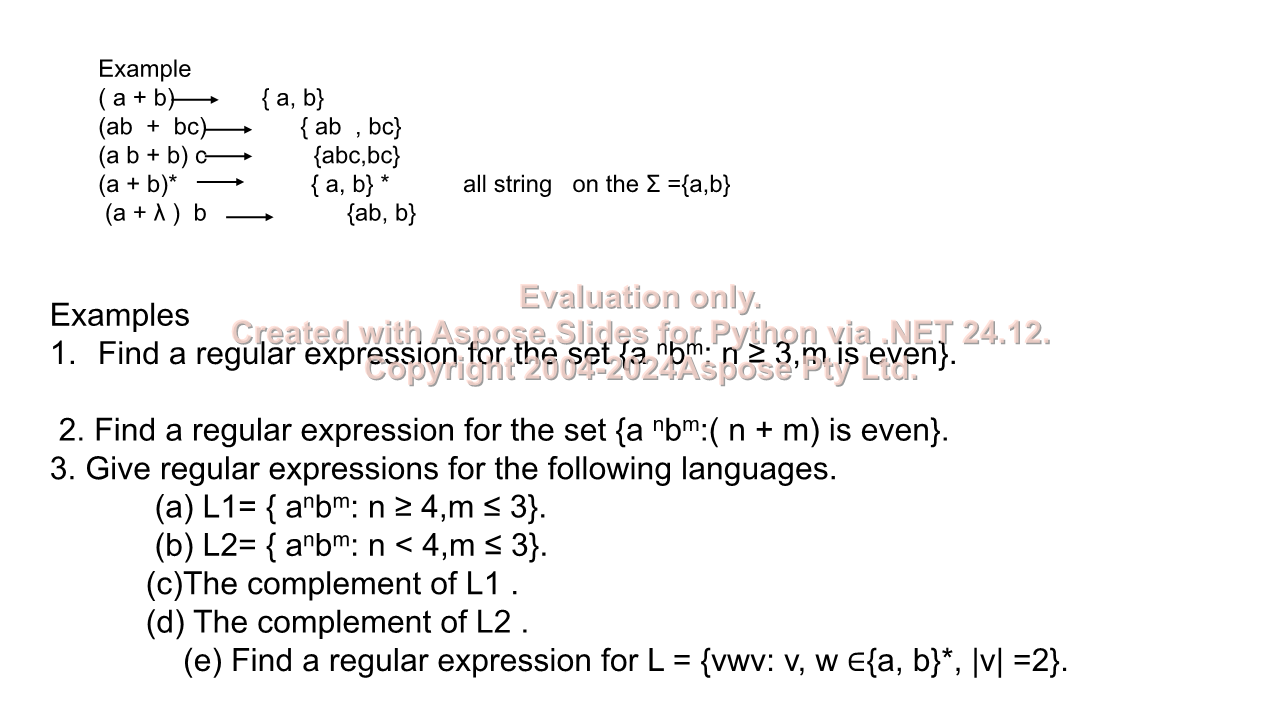 Example
( a + b) { a, b}
(ab + bc) { ab , bc}
(a b + b) c {abc,bc}
(a + b)* { a, b} * all string on the Σ ={a,b}
(a + λ ) b {ab, b}
Evaluation only.
Examples
Created with Aspose.Slides for Python via .NET 24.12.
1. Find a regular expression for the set {a ⁿbᵐ: n ≥ 3,m is even}.
Copyright 2004-2024Aspose Pty Ltd.
2. Find a regular expression for the set {a ⁿbᵐ:( n + m) is even}.
3. Give regular expressions for the following languages.
(a) L1= { aⁿbᵐ: n ≥ 4,m ≤ 3}.
(b) L2= { aⁿbᵐ: n < 4,m ≤ 3}.
(c)The complement of L1 .
(d) The complement of L2 .
(e) Find a regular expression for L = {vwv: v, w ∈{a, b}*, |v| =2}.